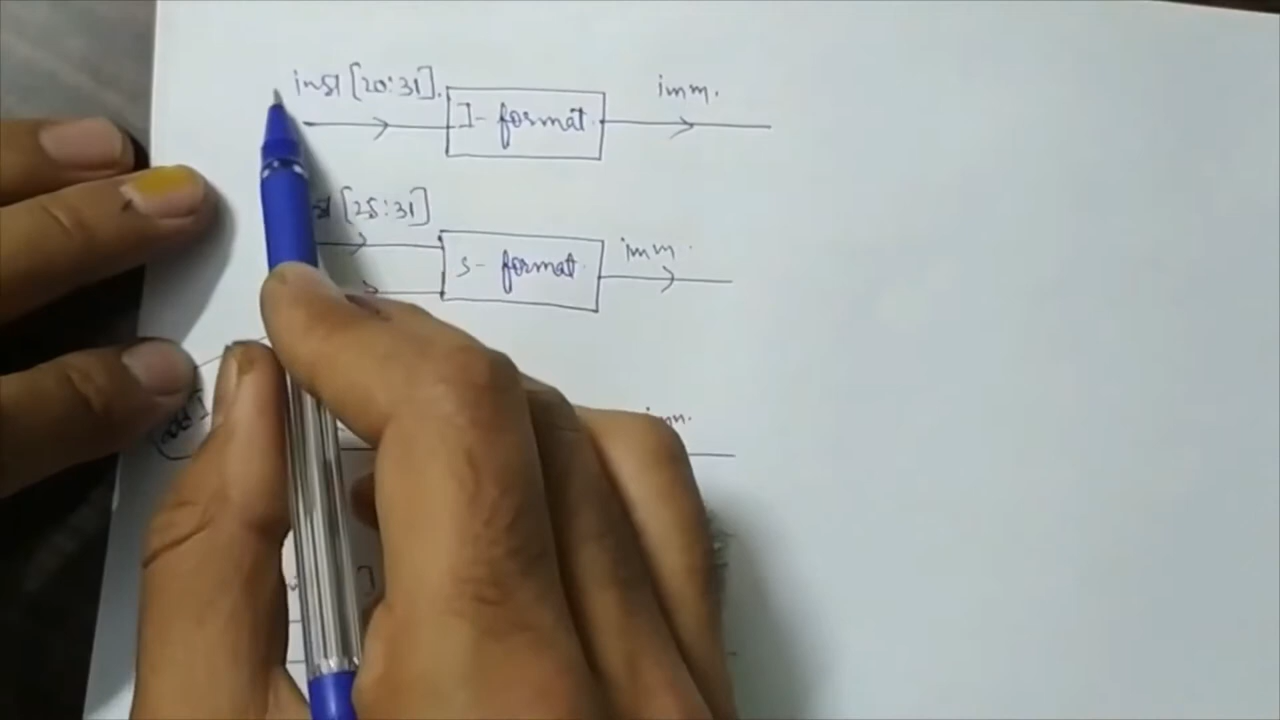 inst [20:31].
I- format.
imm.
[25:31]
S- format.
imm.
imm.